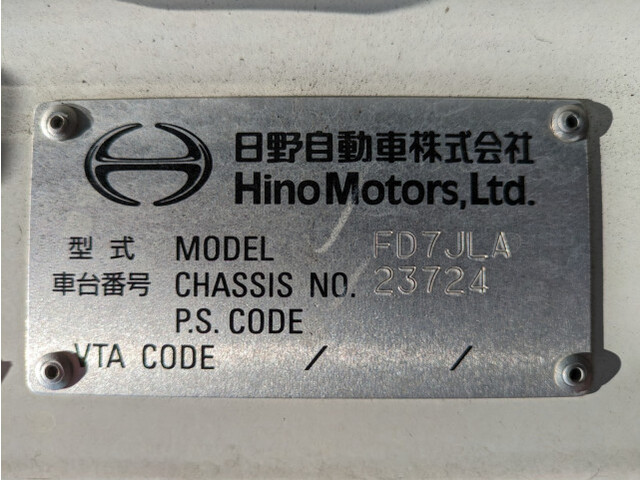 日野自動車株式会社
Hino Motors, Ltd.
型式 MODEL FD7JLA
車台番号 CHASSIS NO. 23724
P.S. CODE
VTA CODE / /